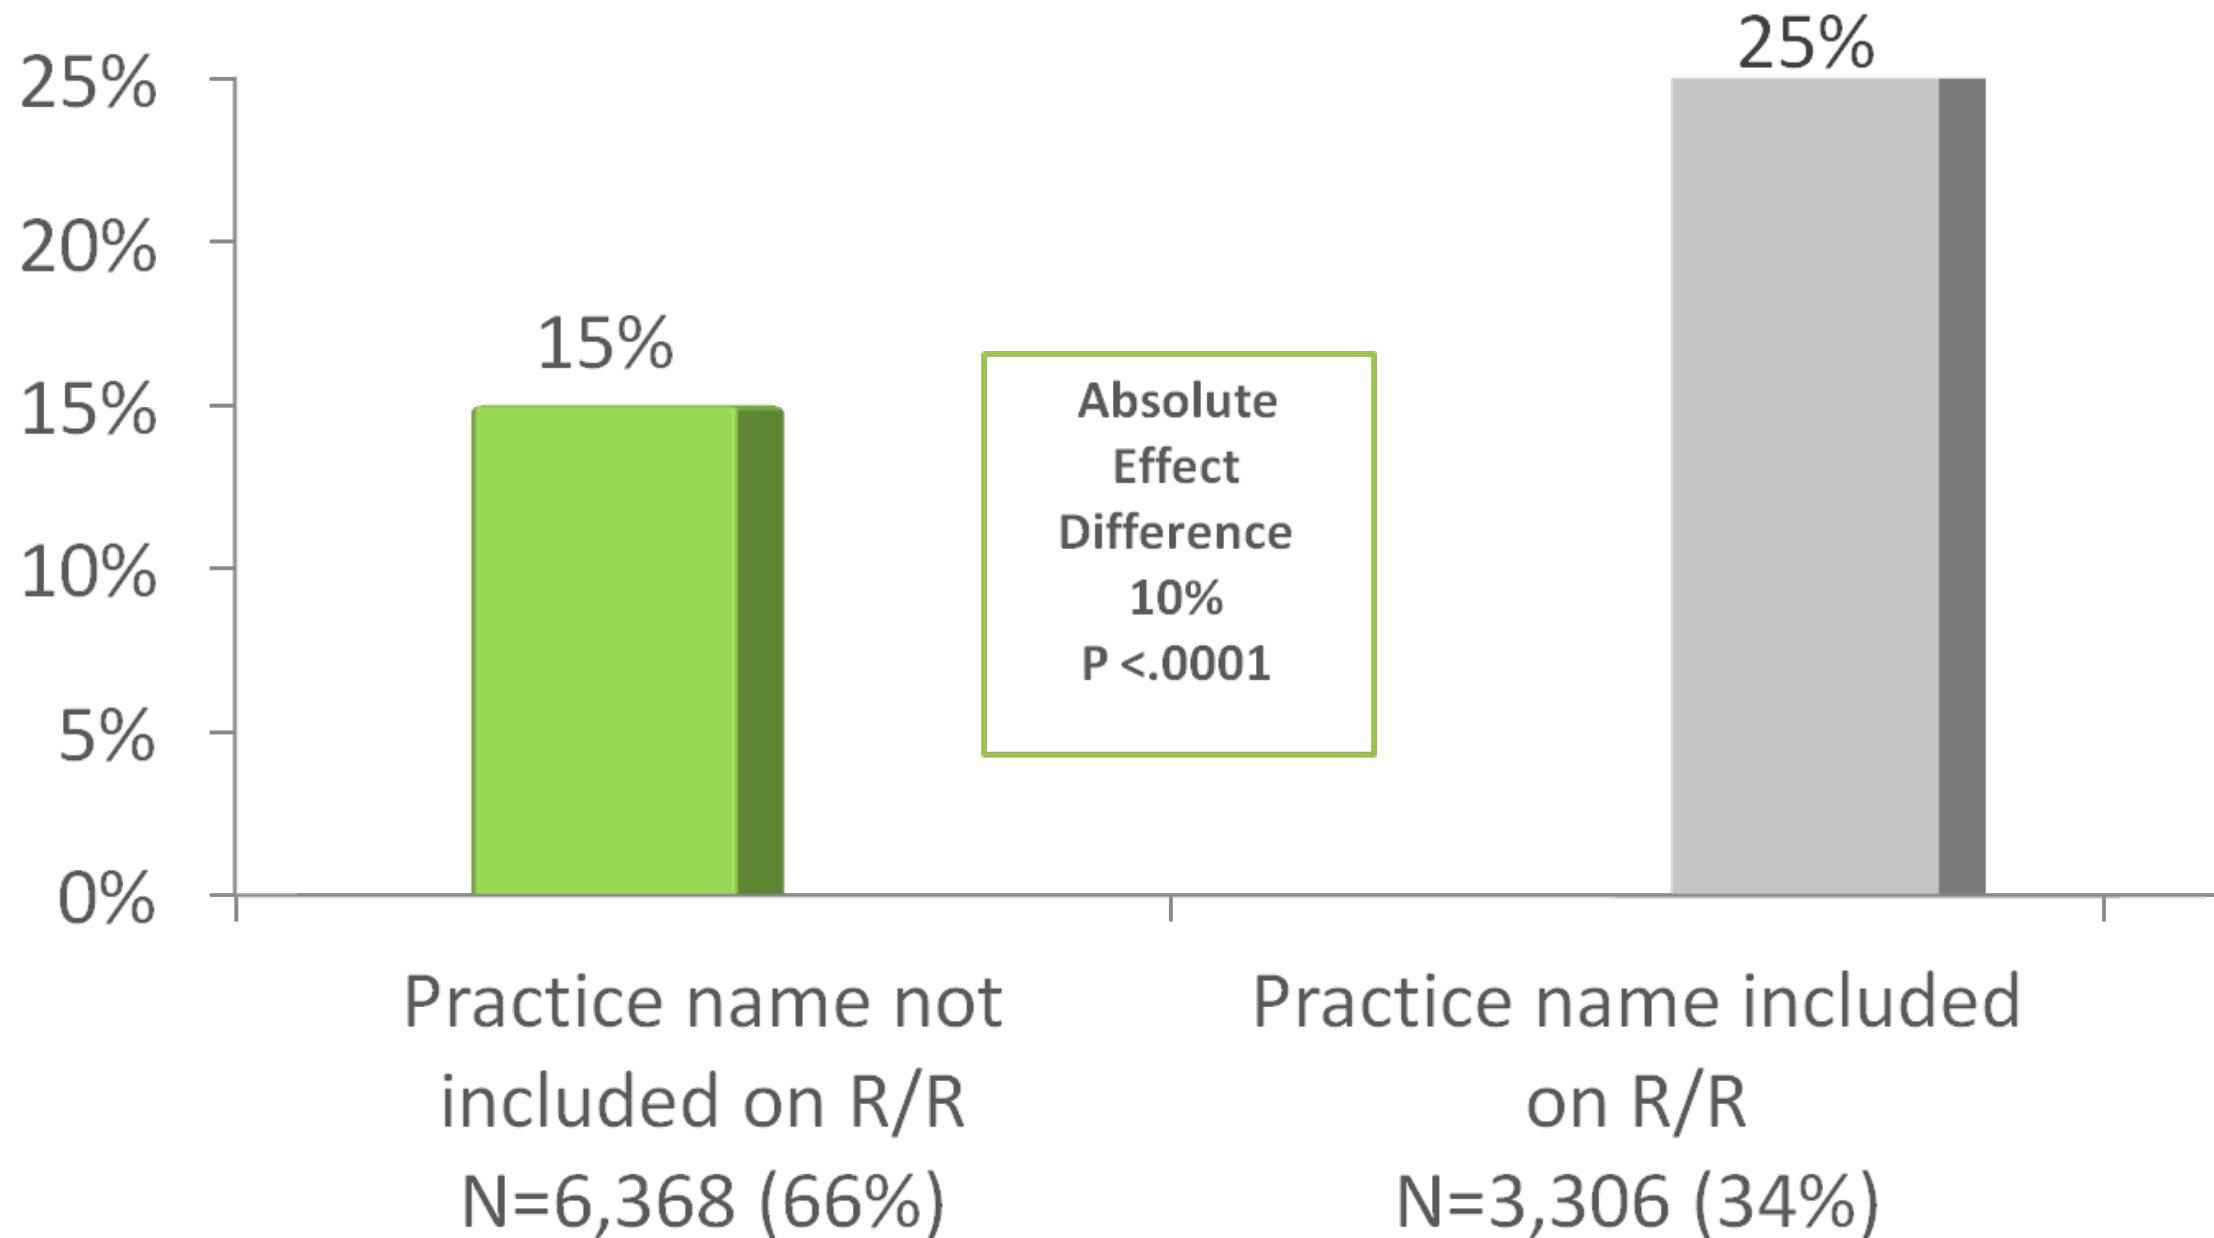 25%
20%
15%
10%
5%
0%
15%
25%
Absolute
Effect
Difference
10%
P <.0001
Practice name not
included on R/R
N=6,368 (66%)
Practice name included
on R/R
N=3,306 (34%)